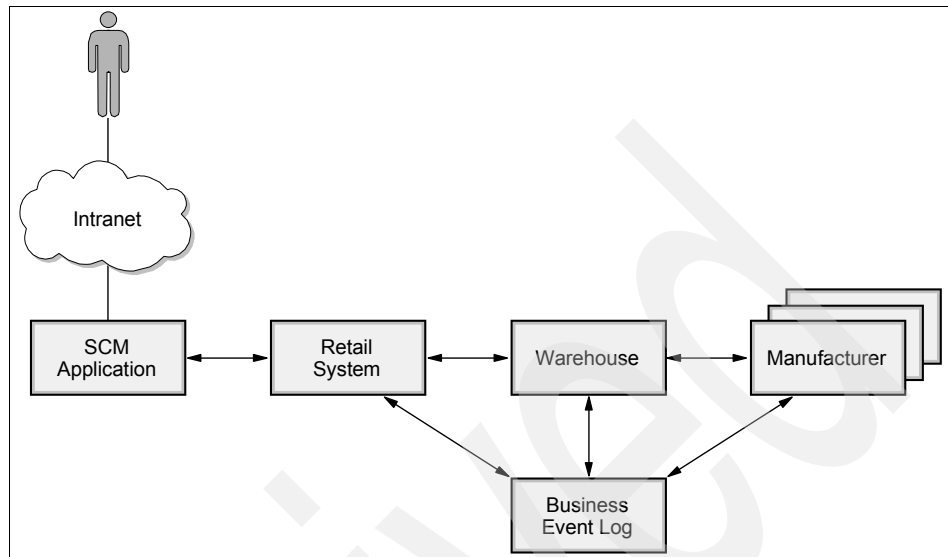 Intranet
SCM
Application
Retail
System
Warehouse
Manufacturer
Business
Event Log